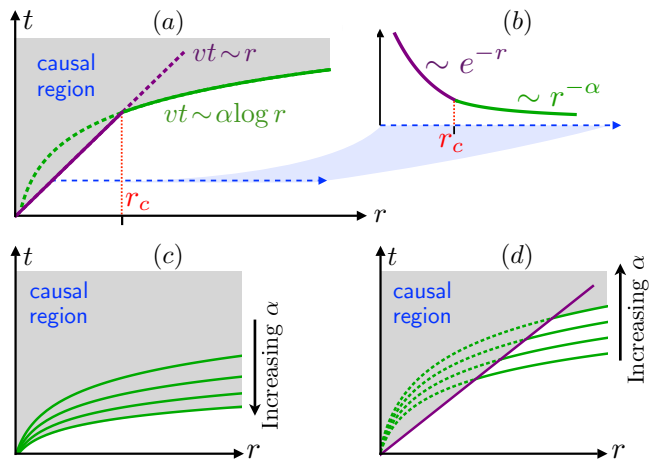 t
(a)
causal
region
vt ~ r
vt ~ α log r
r_c
r
(b)
~ e^{-r}
~ r^{-α}
r_c
t
(c)
causal
region
Increasing α
r
t
(d)
causal
region
Increasing α
r